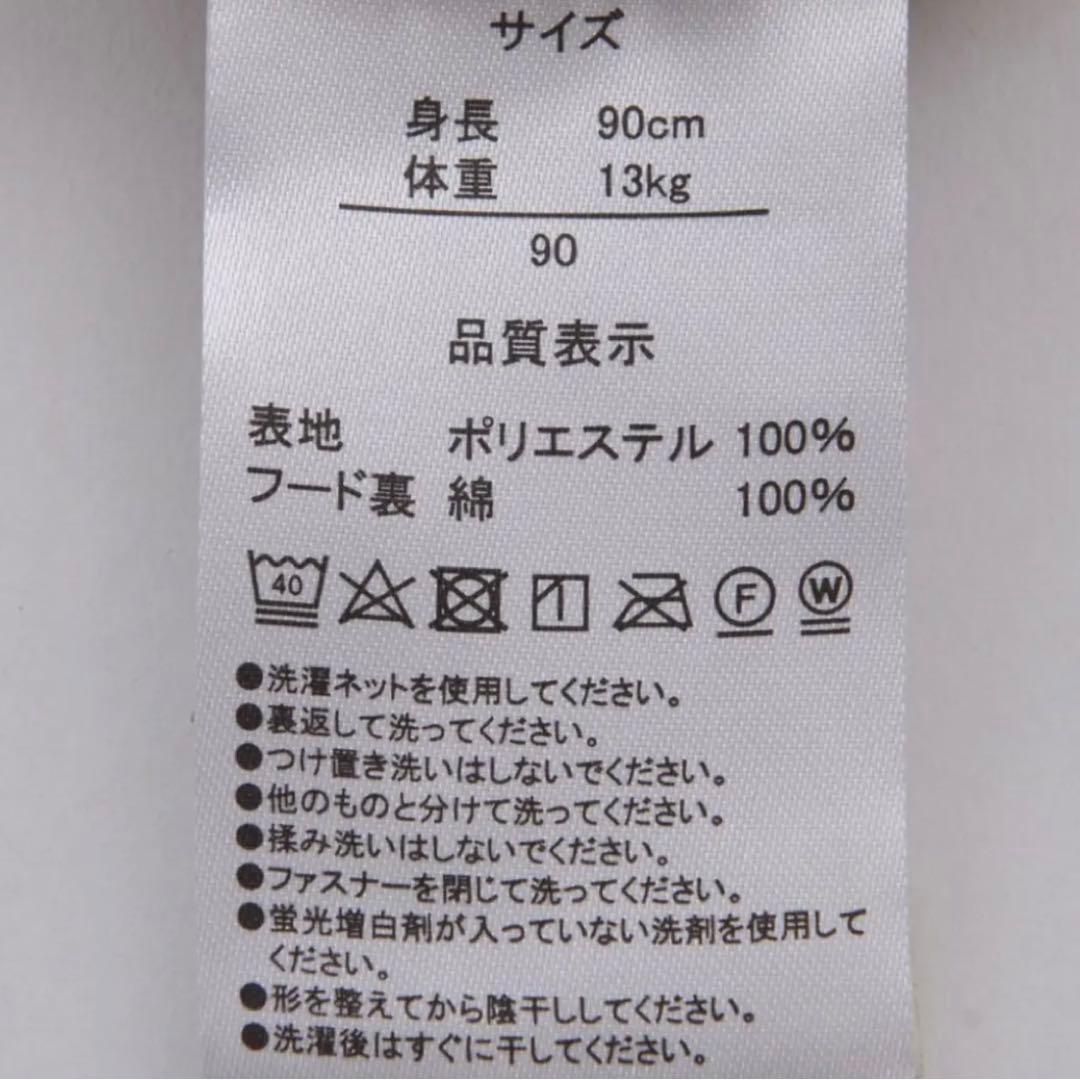 サイズ
身長 90cm
体重 13kg
90
品質表示
表地 ポリエステル 100%
フード裏 綿 100%
40 F W
●洗濯ネットを使用してください。
●裏返して洗ってください。
●つけ置き洗いはしないでください。
●他のものと分けて洗ってください。
●揉み洗いはしないでください。
●ファスナーを閉じて洗ってください。
●蛍光増白剤が入っていない洗剤を使用して
ください。
●形を整えてから陰干ししてください。
●洗濯後はすぐに干してください。